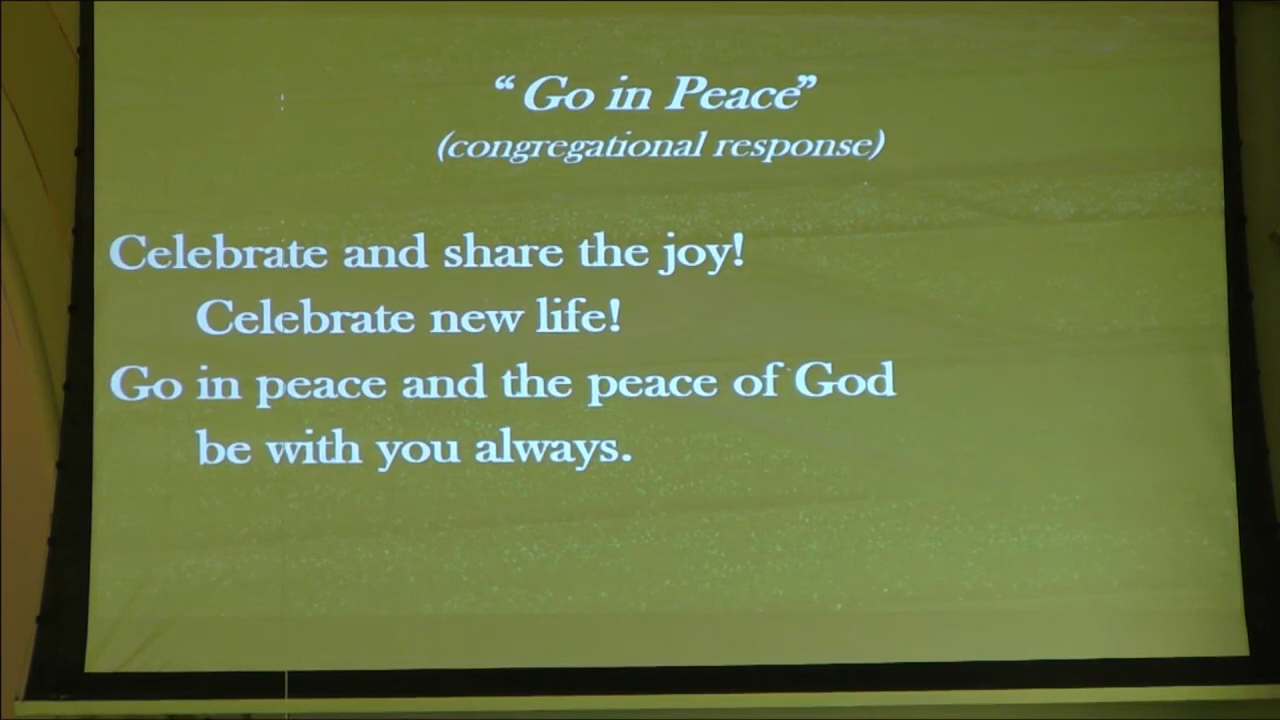 “Go in Peace”
(congregational response)
Celebrate and share the joy!
Celebrate new life!
Go in peace and the peace of God
be with you always.